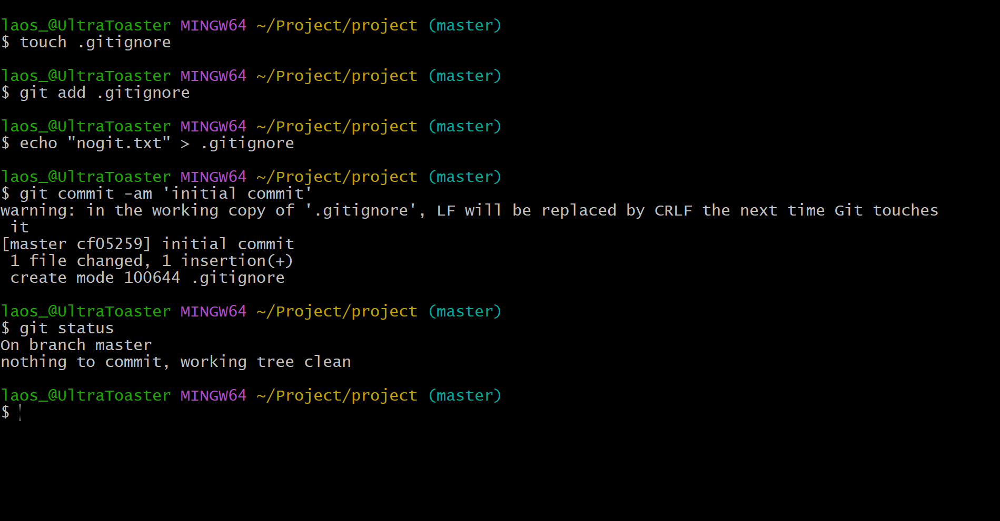 laos_@UltraToaster MINGW64 ~/Project/project (master)
$ touch .gitignore
laos_@UltraToaster MINGW64 ~/Project/project (master)
$ git add .gitignore
laos_@UltraToaster MINGW64 ~/Project/project (master)
$ echo "nogit.txt" > .gitignore
laos_@UltraToaster MINGW64 ~/Project/project (master)
$ git commit -am 'initial commit'
warning: in the working copy of '.gitignore', LF will be replaced by CRLF the next time Git touches
 it
[master cf05259] initial commit
 1 file changed, 1 insertion(+)
 create mode 100644 .gitignore
laos_@UltraToaster MINGW64 ~/Project/project (master)
$ git status
On branch master
nothing to commit, working tree clean
laos_@UltraToaster MINGW64 ~/Project/project (master)
$